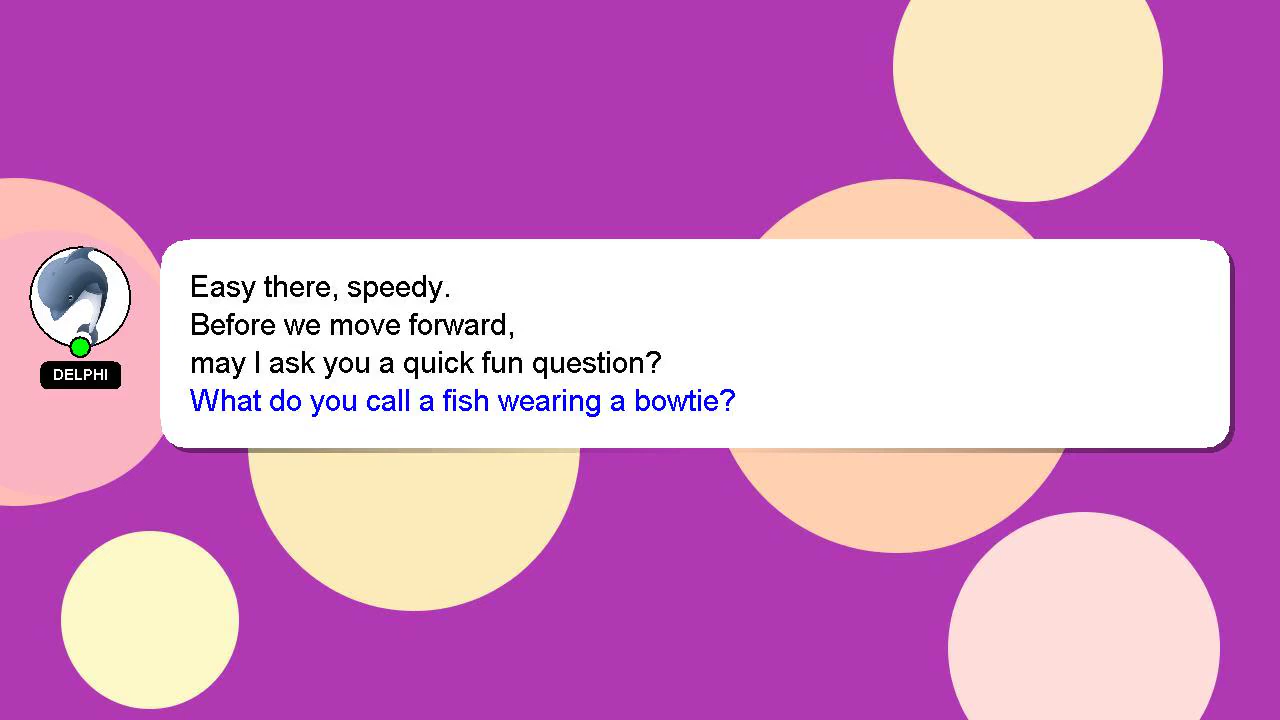 Easy there, speedy.
Before we move forward,
may I ask you a quick fun question?
What do you call a fish wearing a bowtie?
DELPHI